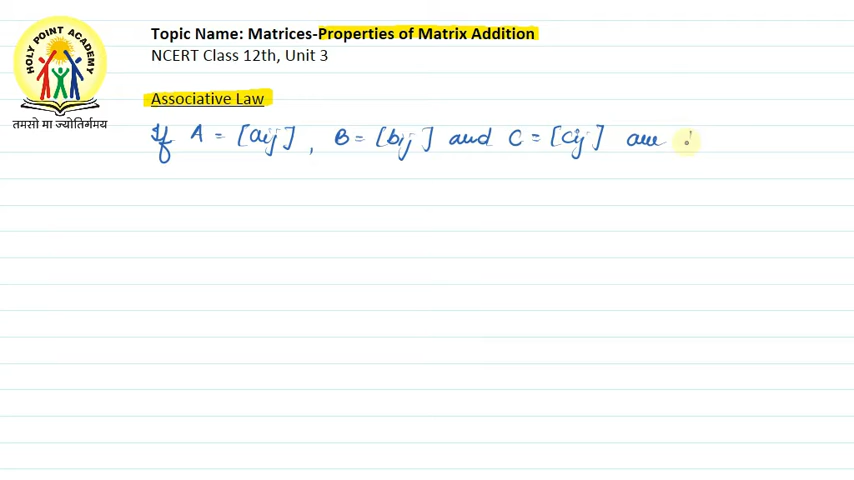 HOLY POINT ACADEMY
तमसो मा ज्योतिर्गमय
Topic Name: Matrices-Properties of Matrix Addition
NCERT Class 12th, Unit 3
Associative Law
If A = [aij], B = [bij] and C = [cij] are